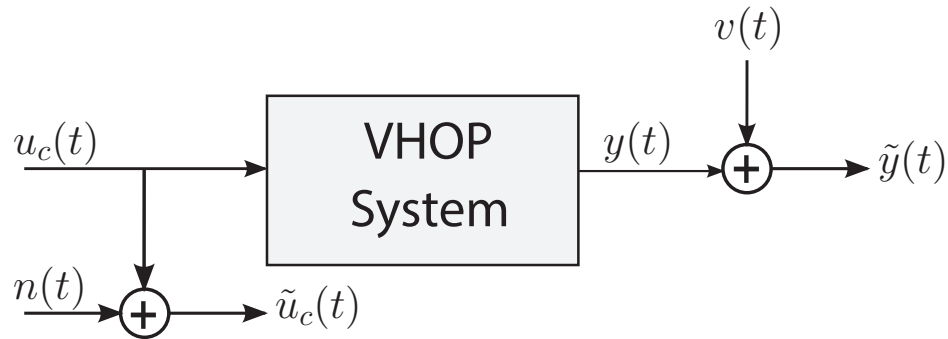 v(t)
u_c(t)
VHOP
System
y(t)
+
ỹ(t)
n(t)
+
ũ_c(t)